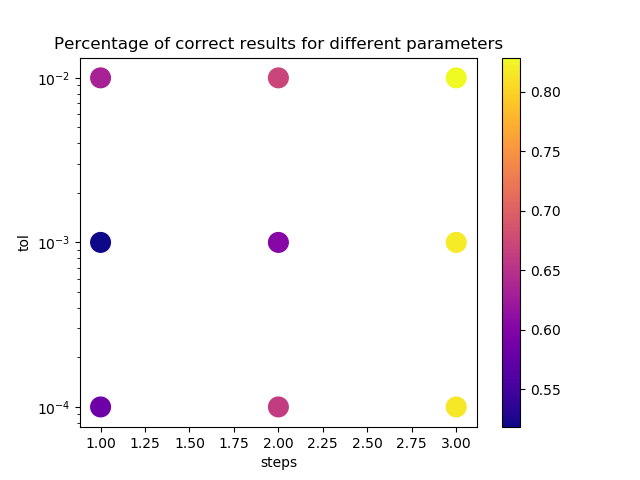 Percentage of correct results for different parameters
10⁻²
10⁻³
10⁻⁴
tol
1.00 1.25 1.50 1.75 2.00 2.25 2.50 2.75 3.00
steps
0.80
0.75
0.70
0.65
0.60
0.55